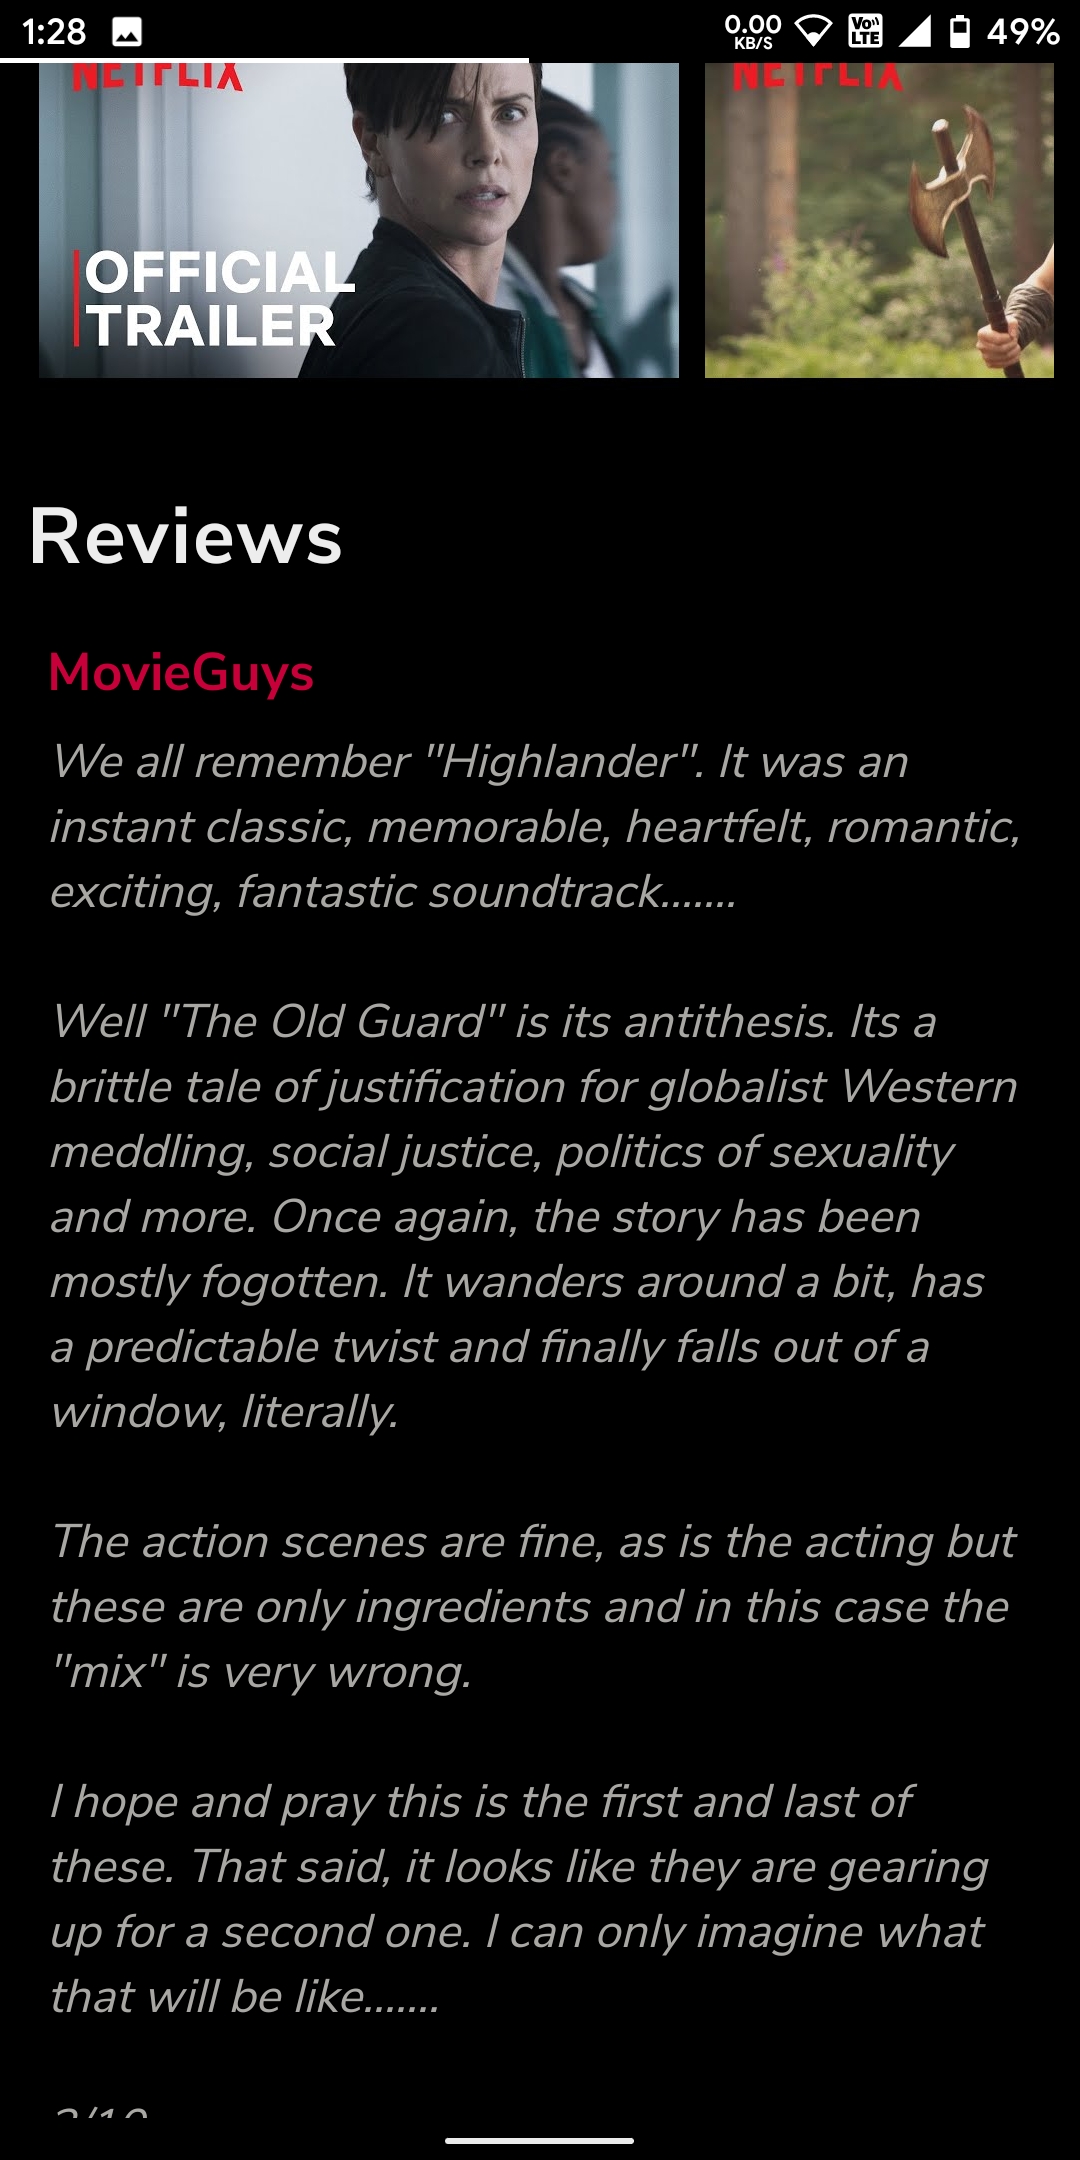 1:28
0.00
KB/S
Vo))
LTE
49%
NETFLIX
OFFICIAL
TRAILER
NETFLIX
Reviews
MovieGuys
We all remember "Highlander". It was an
instant classic, memorable, heartfelt, romantic,
exciting, fantastic soundtrack.......
Well "The Old Guard" is its antithesis. Its a
brittle tale of justification for globalist Western
meddling, social justice, politics of sexuality
and more. Once again, the story has been
mostly fogotten. It wanders around a bit, has
a predictable twist and finally falls out of a
window, literally.
The action scenes are fine, as is the acting but
these are only ingredients and in this case the
"mix" is very wrong.
I hope and pray this is the first and last of
these. That said, it looks like they are gearing
up for a second one. I can only imagine what
that will be like.......